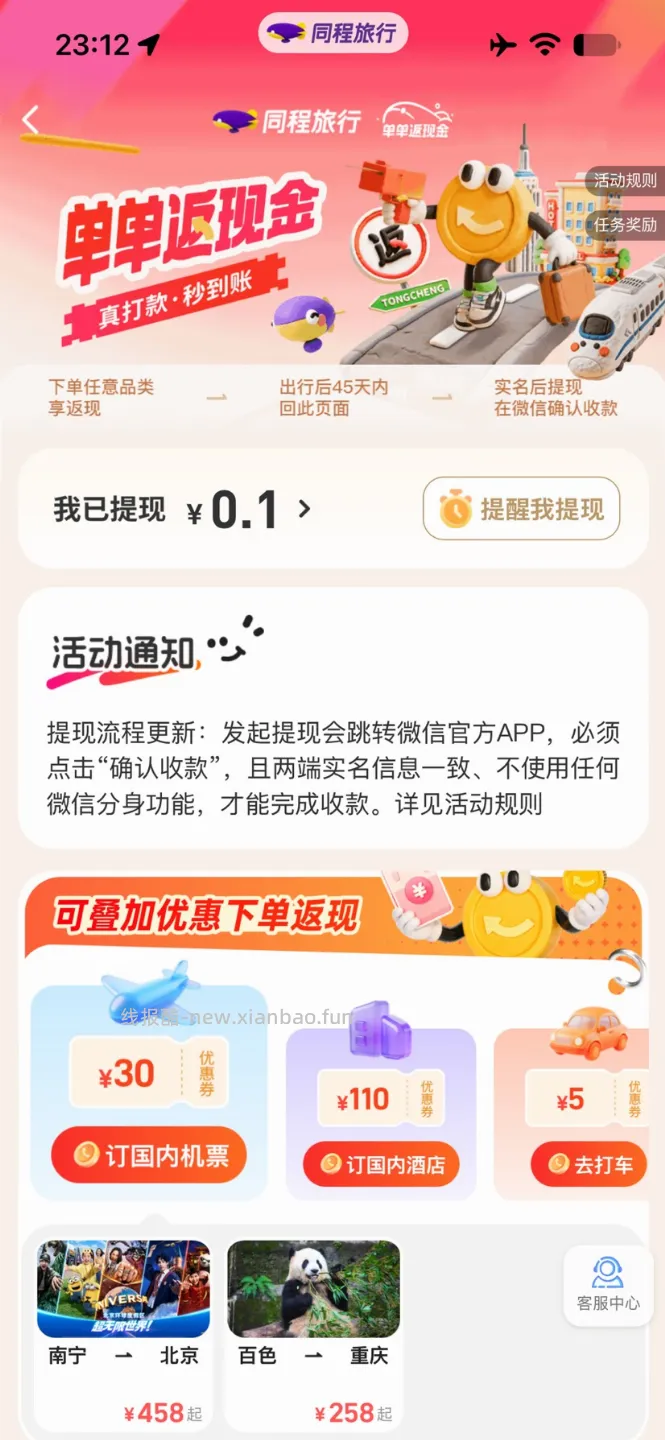 23:12
同程旅行
同程旅行 单单返现金
活动规则
任务奖励
单单返现金
真打款·秒到账
返
HOT
TONGCHENG
下单任意品类
享返现
出行后45天内
回此页面
实名后提现
在微信确认收款
我已提现 ¥0.1
提醒我提现
活动通知
提现流程更新：发起提现会跳转微信官方APP，必须
点击“确认收款”，且两端实名信息一致、不使用任何
微信分身功能，才能完成收款。详见活动规则
可叠加优惠下单返现
线报酷-new.xianbao.fun
¥30 优惠券
订国内机票
¥110 优惠券
订国内酒店
¥5 优惠券
去打车
超无限世界!
南宁 北京
¥458起
百色 重庆
¥258起
客服中心